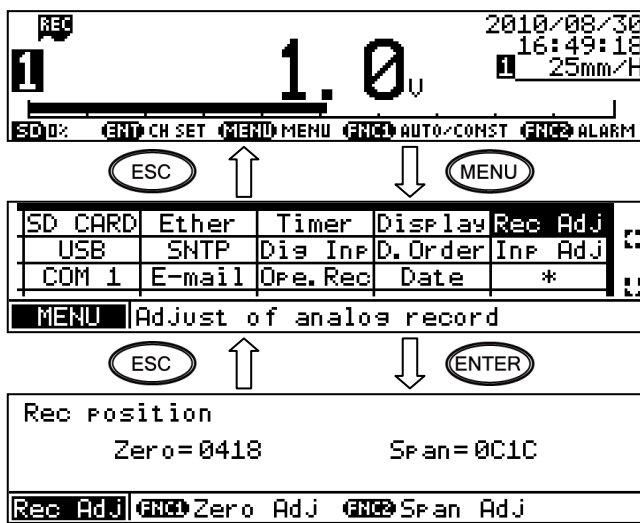 REC 2010/08/30
16:49:18
1 1.0V 1 25mm/H
SD 0% ENT CH SET MENU MENU FNC1 AUTO/CONST FNC2 ALARM
ESC MENU
SD CARD Ether Timer Display Rec Adj
USB SNTP Dig Inp D.Order Inp Adj
COM 1 E-mail Ope.Rec Date *
MENU Adjust of analog record
ESC ENTER
Rec position
Zero=0418 Span=0C1C
Rec Adj FNC1 Zero Adj FNC2 Span Adj